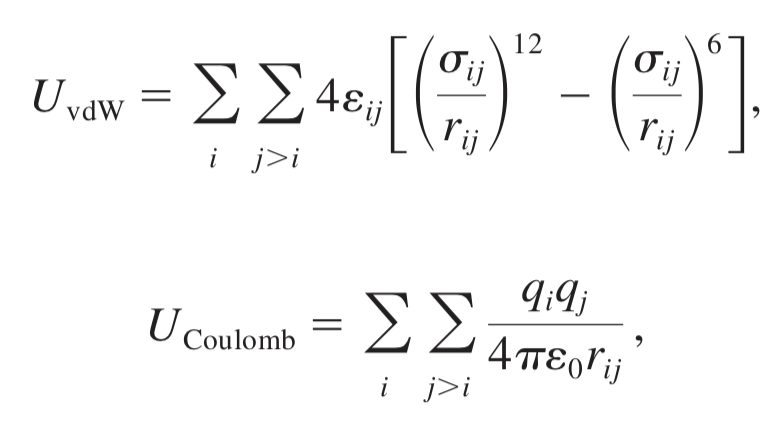 U_vdW = ∑_i ∑_{j>i} 4ε_ij [ (σ_ij / r_ij)^12 − (σ_ij / r_ij)^6 ],
U_Coulomb = ∑_i ∑_{j>i} q_i q_j / 4πε_0 r_ij ,